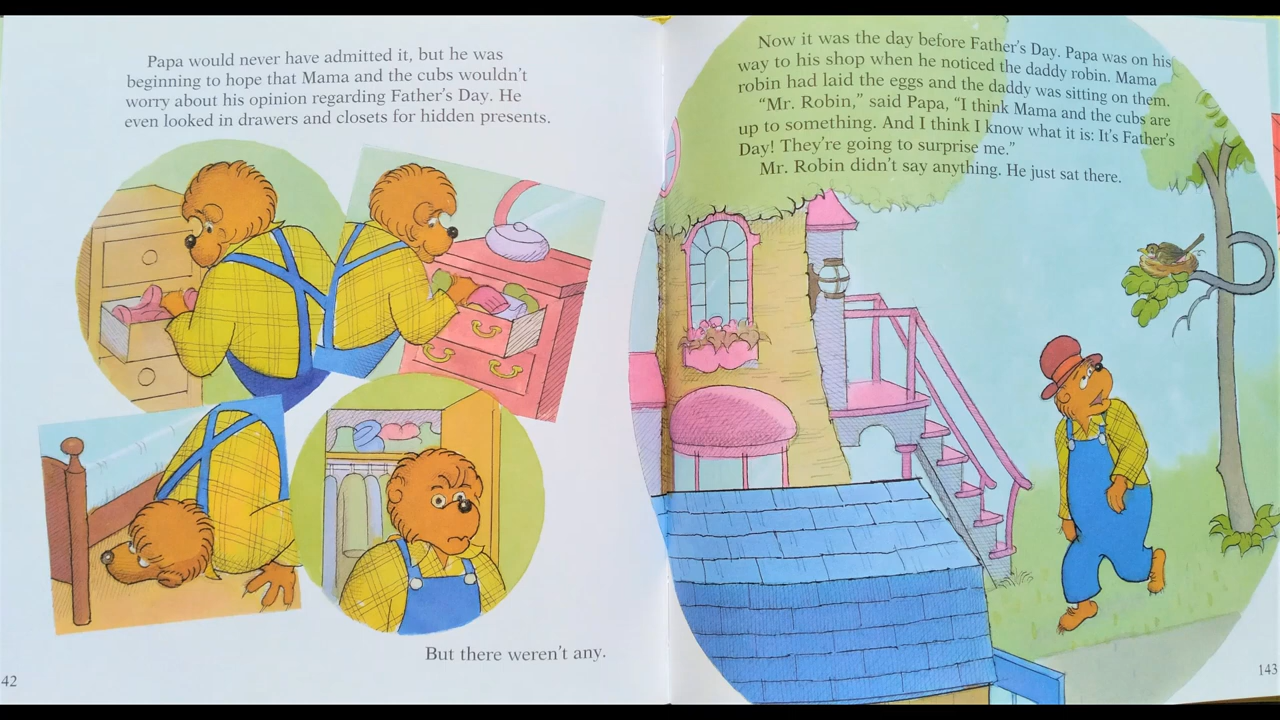 Papa would never have admitted it, but he was
beginning to hope that Mama and the cubs wouldn't
worry about his opinion regarding Father's Day. He
even looked in drawers and closets for hidden presents.
But there weren't any.
42
Now it was the day before Father's Day. Papa was on his
way to his shop when he noticed the daddy robin. Mama
robin had laid the eggs and the daddy was sitting on them.
“Mr. Robin,” said Papa, “I think Mama and the cubs are
up to something. And I think I know what it is: It's Father's
Day! They're going to surprise me.”
Mr. Robin didn't say anything. He just sat there.
143